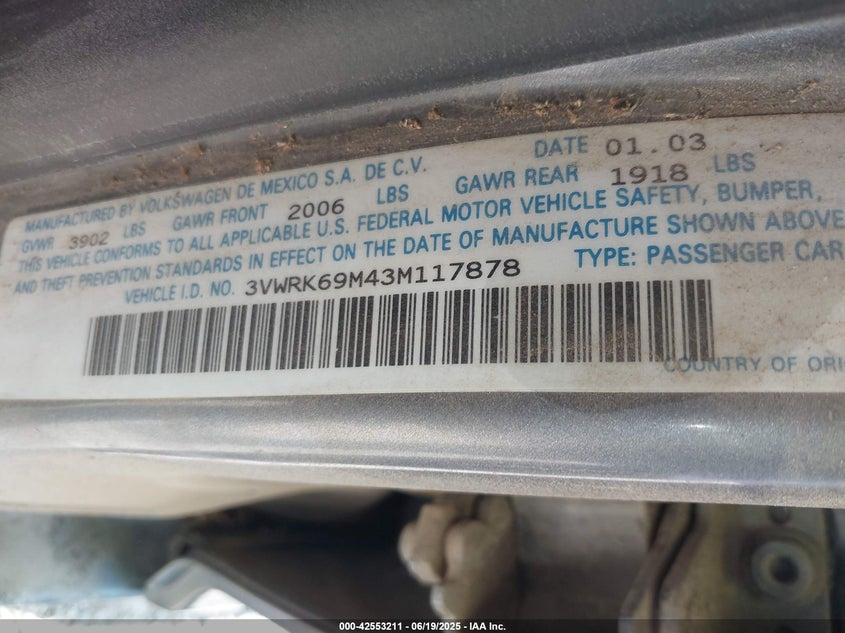 MANUFACTURED BY VOLKSWAGEN DE MEXICO S.A. DE C.V. DATE 01.03
GVWR 3902 LBS GAWR FRONT 2006 LBS GAWR REAR 1918 LBS
THIS VEHICLE CONFORMS TO ALL APPLICABLE U.S. FEDERAL MOTOR VEHICLE SAFETY, BUMPER,
AND THEFT PREVENTION STANDARDS IN EFFECT ON THE DATE OF MANUFACTURE SHOWN ABOVE
VEHICLE I.D. NO. 3VWRK69M43M117878 TYPE: PASSENGER CAR
COUNTRY OF ORI
000-42553211 - 06/19/2025 - IAA Inc.